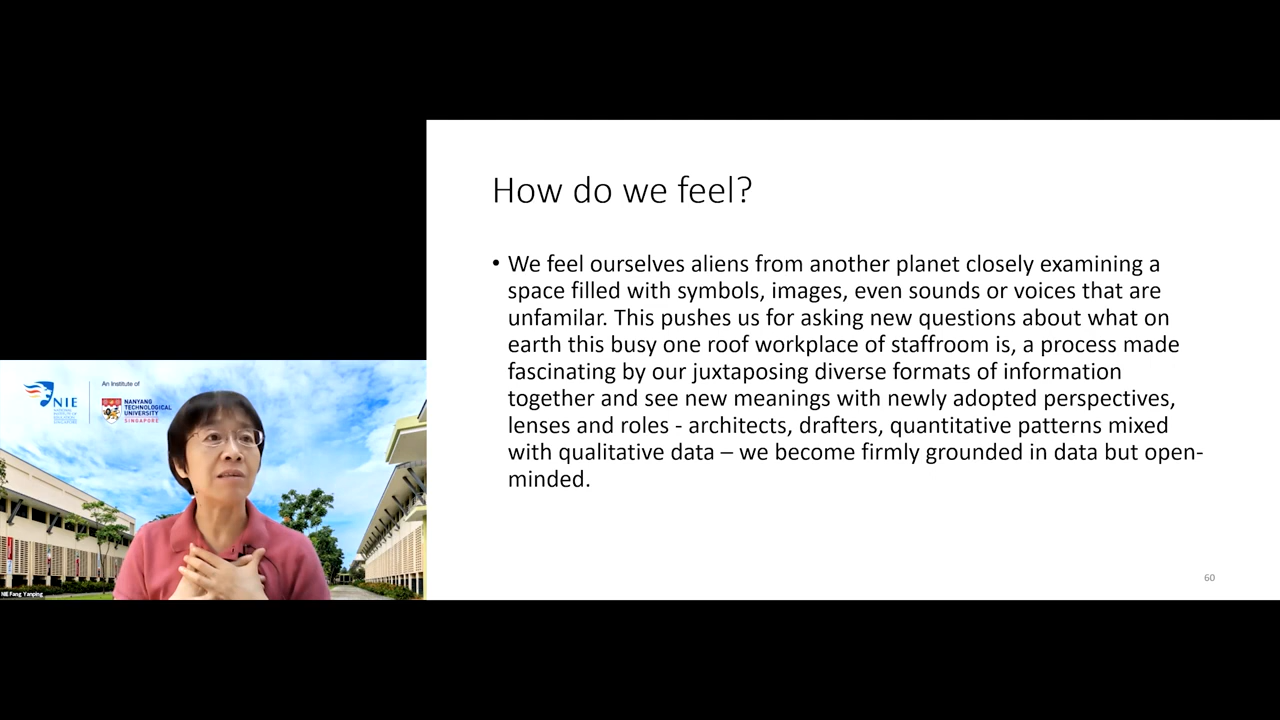 How do we feel?
• We feel ourselves aliens from another planet closely examining a
space filled with symbols, images, even sounds or voices that are
unfamilar. This pushes us for asking new questions about what on
earth this busy one roof workplace of staffroom is, a process made
fascinating by our juxtaposing diverse formats of information
together and see new meanings with newly adopted perspectives,
lenses and roles - architects, drafters, quantitative patterns mixed
with qualitative data – we become firmly grounded in data but open-
minded.
60
An Institute of
NIE
NANYANG
TECHNOLOGICAL
UNIVERSITY
SINGAPORE
NIE Fang Yanping